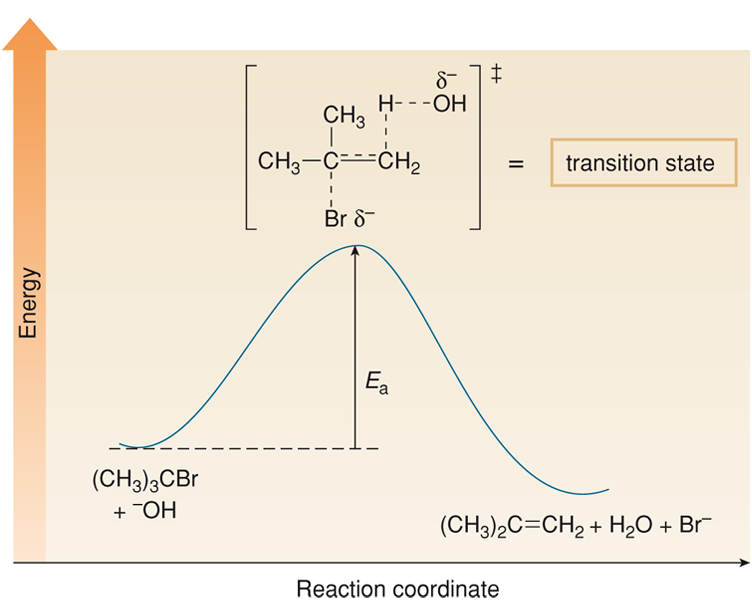 δ⁻
‡
H---OH
CH₃
CH₃—C==CH₂
Br δ⁻
=
transition state
Energy
Eₐ
(CH₃)₃CBr
+ ⁻OH
(CH₃)₂C=CH₂ + H₂O + Br⁻
Reaction coordinate